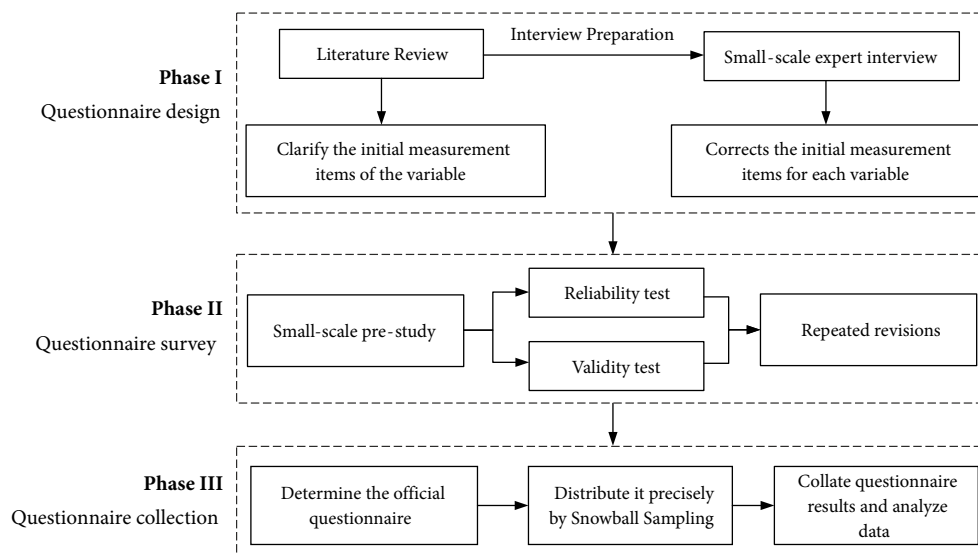 Interview Preparation
Literature Review
Small-scale expert interview
Phase I
Questionnaire design
Clarify the initial measurement
items of the variable
Corrects the initial measurement
items for each variable
Phase II
Questionnaire survey
Small-scale pre-study
Reliability test
Validity test
Repeated revisions
Phase III
Questionnaire collection
Determine the official
questionnaire
Distribute it precisely
by Snowball Sampling
Collate questionnaire
results and analyze
data